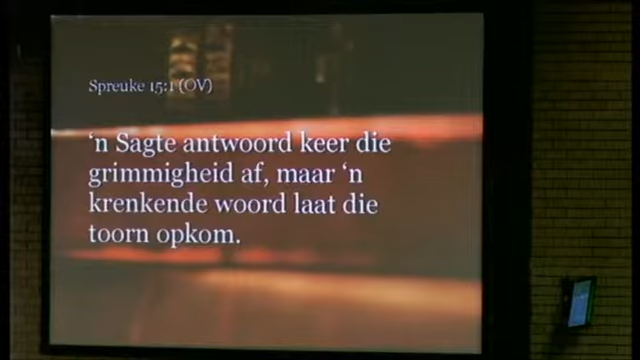 Spreuke 15:1 (OV)
‘n Sagte antwoord keer die
grimmigheid af, maar ‘n
krenkende woord laat die
toorn opkom.